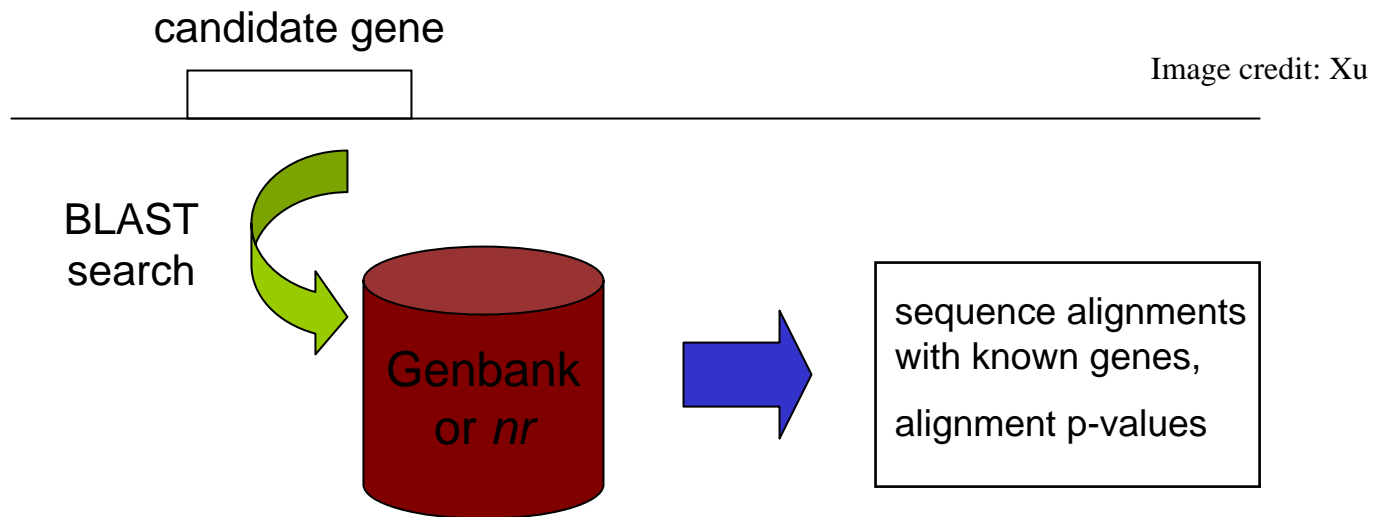 candidate gene
Image credit: Xu
BLAST
search
Genbank
or nr
sequence alignments
with known genes,
alignment p-values